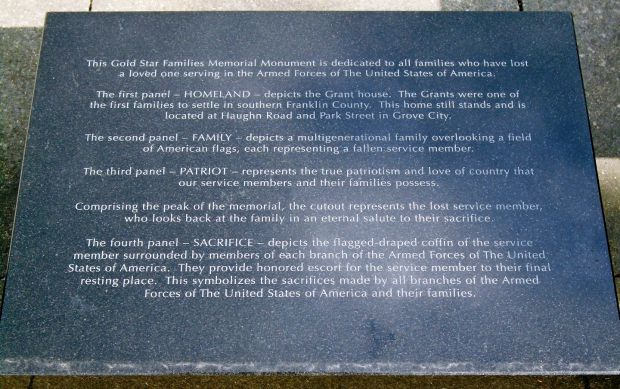 This Gold Star Families Memorial Monument is dedicated to all families who have lost
a loved one serving in the Armed Forces of The United States of America.
The first panel – HOMELAND – depicts the Grant house. The Grants were one of
the first families to settle in southern Franklin County. This home still stands and is
located at Haughn Road and Park Street in Grove City.
The second panel – FAMILY – depicts a multigenerational family overlooking a field
of American flags, each representing a fallen service member.
The third panel – PATRIOT – represents the true patriotism and love of country that
our service members and their families possess.
Comprising the peak of the memorial, the cutout represents the lost service member,
who looks back at the family in an eternal salute to their sacrifice.
The fourth panel – SACRIFICE – depicts the flagged-draped coffin of the service
member surrounded by members of each branch of the Armed Forces of The United
States of America. They provide honored escort for the service member to their final
resting place. This symbolizes the sacrifices made by all branches of the Armed
Forces of The United States of America and their families.